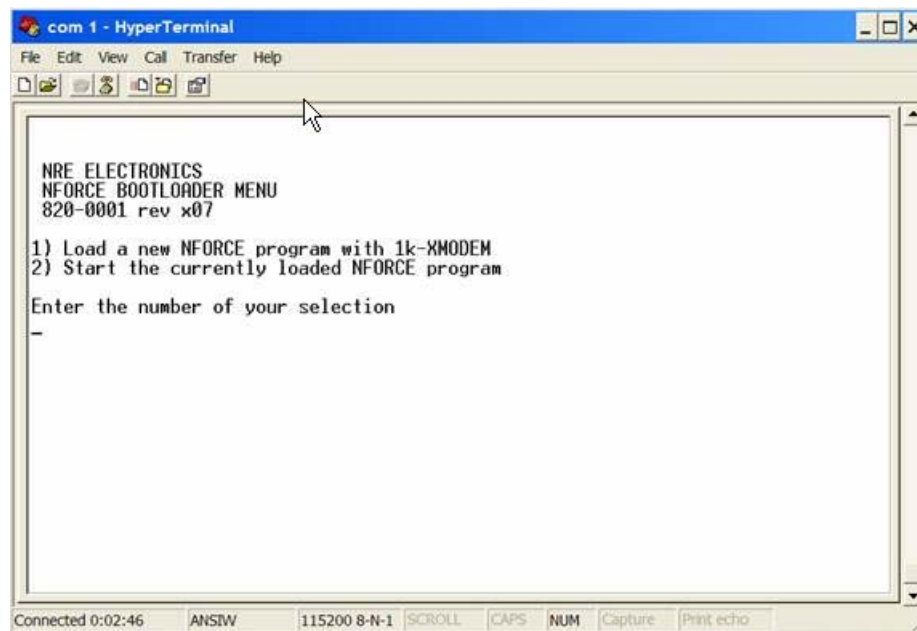 com 1 - HyperTerminal
File Edit View Call Transfer Help
NRE ELECTRONICS
NFORCE BOOTLOADER MENU
820-0001 rev x07
1) Load a new NFORCE program with 1k-XMODEM
2) Start the currently loaded NFORCE program
Enter the number of your selection
_
Connected 0:02:46 ANSIW 115200 8-N-1 SCROLL CAPS NUM Capture Print echo